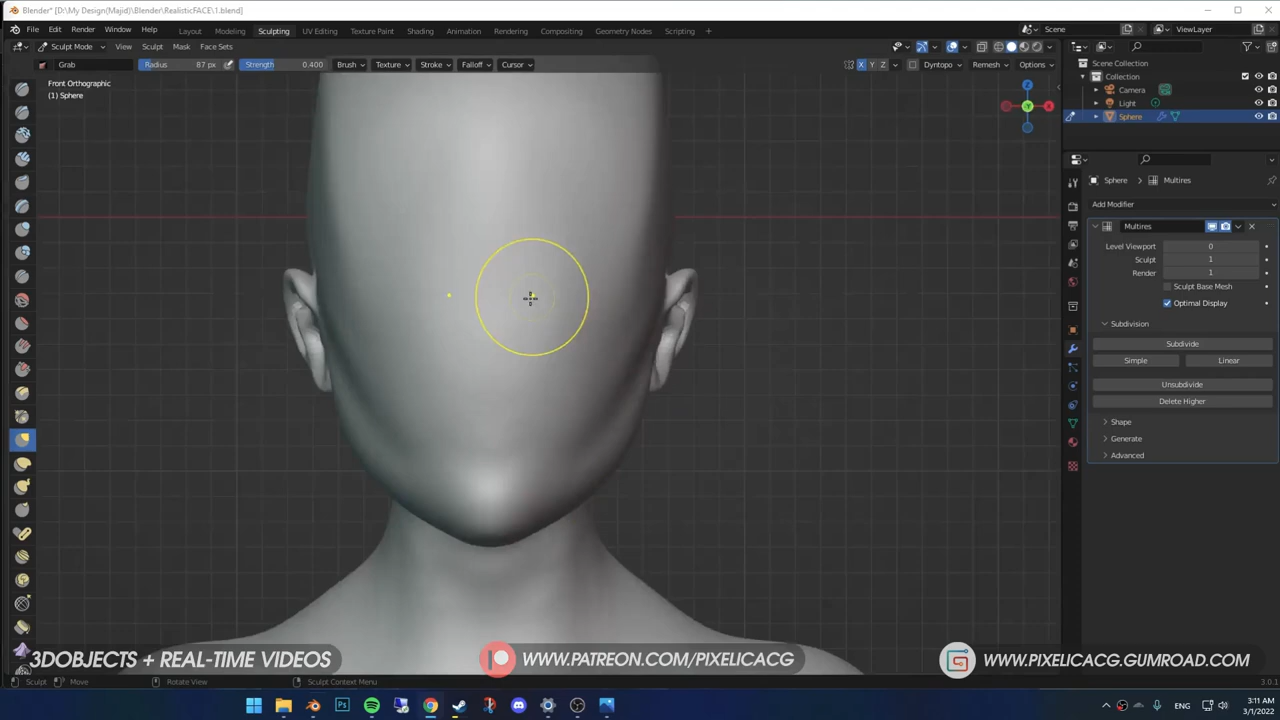 Blender* [D:\My Design(Majid)\Blender\RealisticFACE\1.blend]
File Edit Render Window Help Layout Modeling Sculpting UV Editing Texture Paint Shading Animation Rendering Compositing Geometry Nodes Scripting + Scene ViewLayer
Sculpt Mode View Sculpt Mask Face Sets
Grab Radius 87 px Strength 0.400 Brush Texture Stroke Falloff Cursor X Y Z Dyntopo Remesh Options
Front Orthographic
(1) Sphere
Scene Collection
Collection
Camera
Light
Sphere
Sphere > Multires
Add Modifier
Multires
Level Viewport 0
Sculpt 1
Render 1
Sculpt Base Mesh
Optimal Display
Subdivision
Subdivide
Simple Linear
Unsubdivide
Delete Higher
Shape
Generate
Advanced
3DOBJECTS + REAL-TIME VIDEOS
WWW.PATREON.COM/PIXELICACG
WWW.PIXELICACG.GUMROAD.COM
Sculpt Move Rotate View Sculpt Context Menu 3.0.1
ENG
3:11 AM
3/1/2022